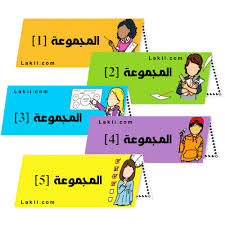 Lakii.com
المجموعة [1]
Lakii.com
المجموعة [2]
Lakii.com
المجموعة [3]
Lakii.com
المجموعة [4]
المجموعة [5]
Lakii.com